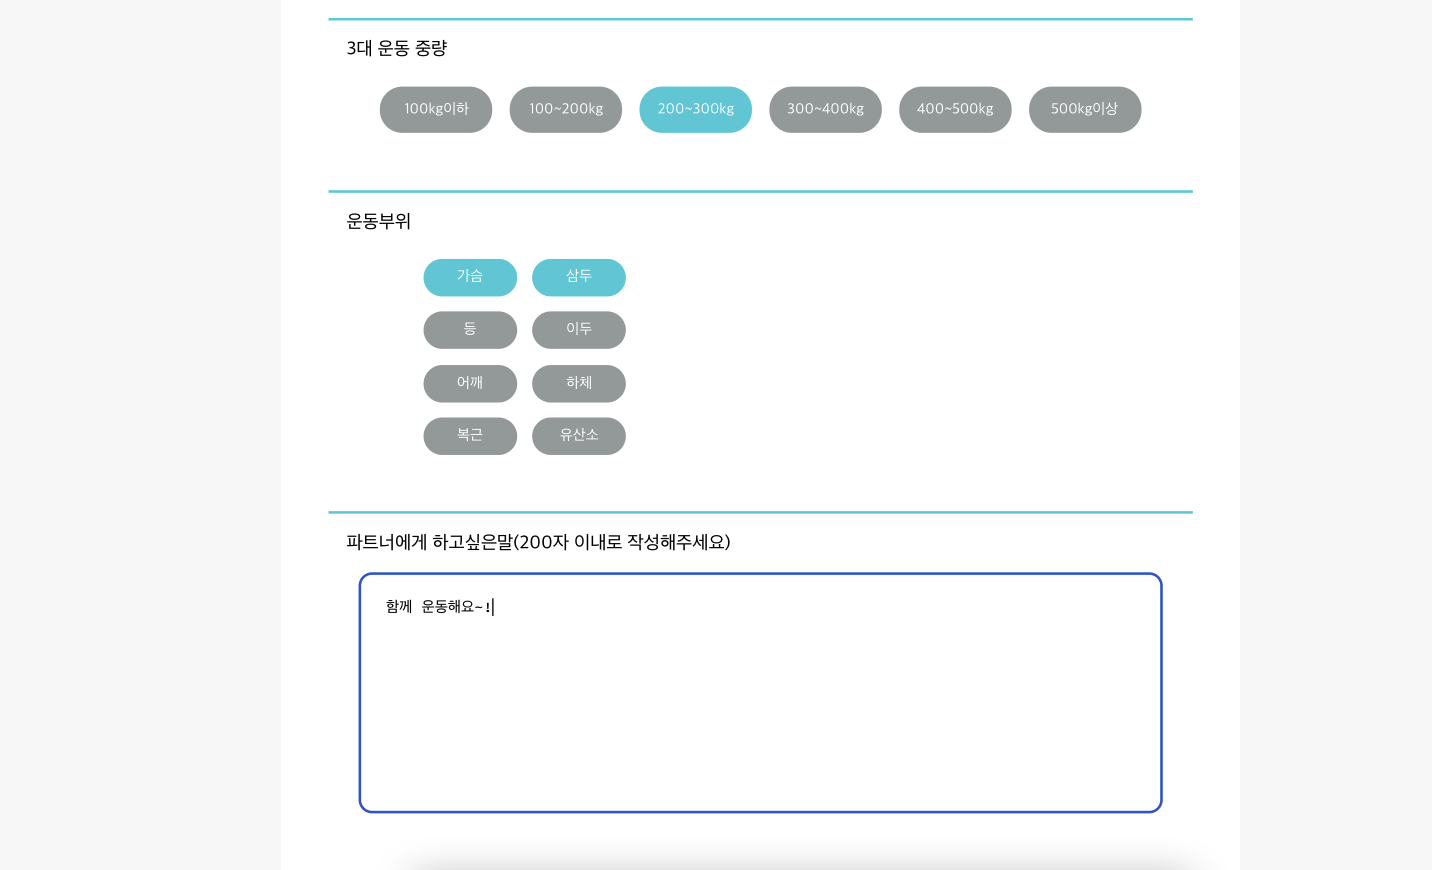 3대 운동 중량
100kg이하 100~200kg 200~300kg 300~400kg 400~500kg 500kg이상
운동부위
가슴 삼두
등 이두
어깨 하체
복근 유산소
파트너에게 하고싶은말(200자 이내로 작성해주세요)
함께 운동해요~!